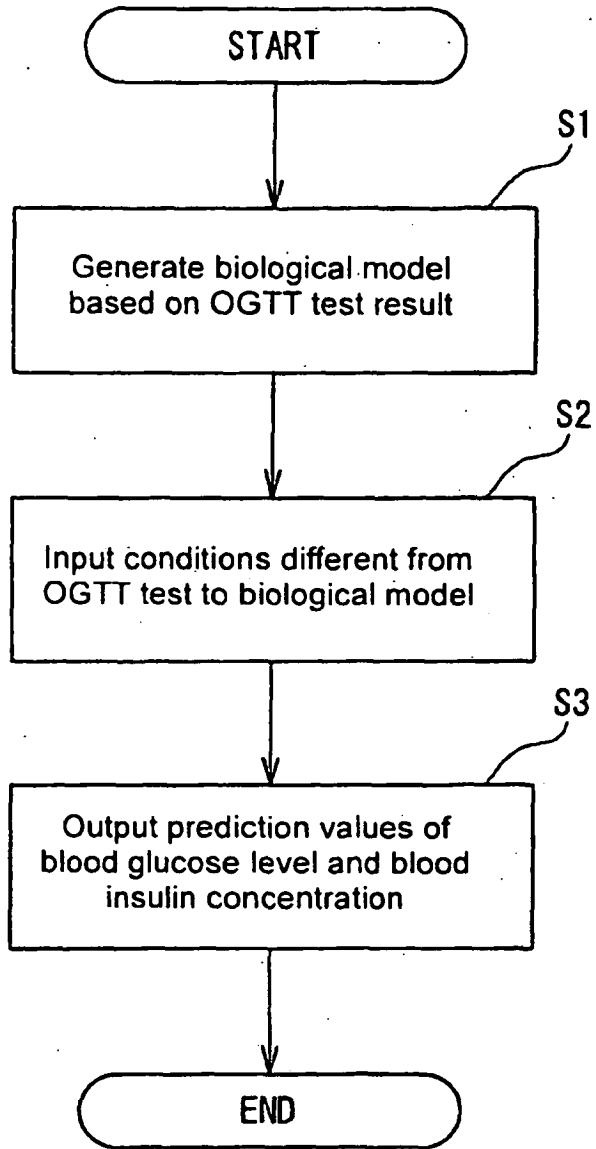 START
S1
Generate biological model
based on OGTT test result
S2
Input conditions different from
OGTT test to biological model
S3
Output prediction values of
blood glucose level and blood
insulin concentration
END